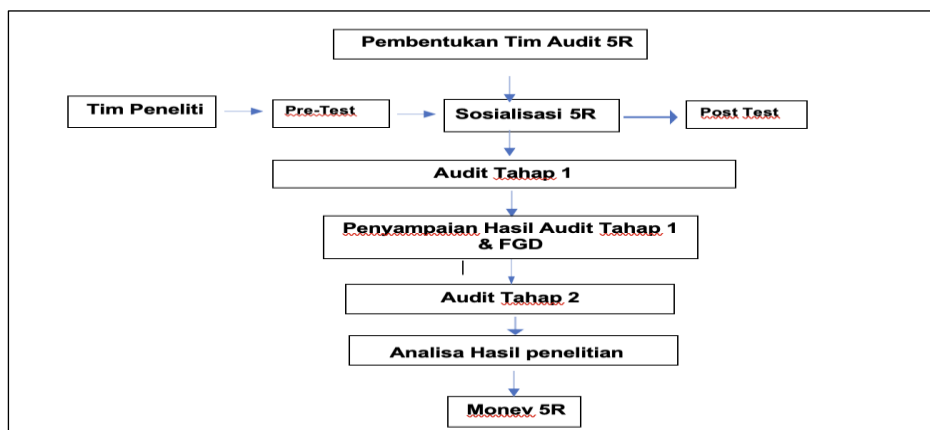 Pembentukan Tim Audit 5R
Tim Peneliti
Pre-Test
Sosialisasi 5R
Post Test
Audit Tahap 1
Penyampaian Hasil Audit Tahap 1
& FGD
Audit Tahap 2
Analisa Hasil penelitian
Monev 5R